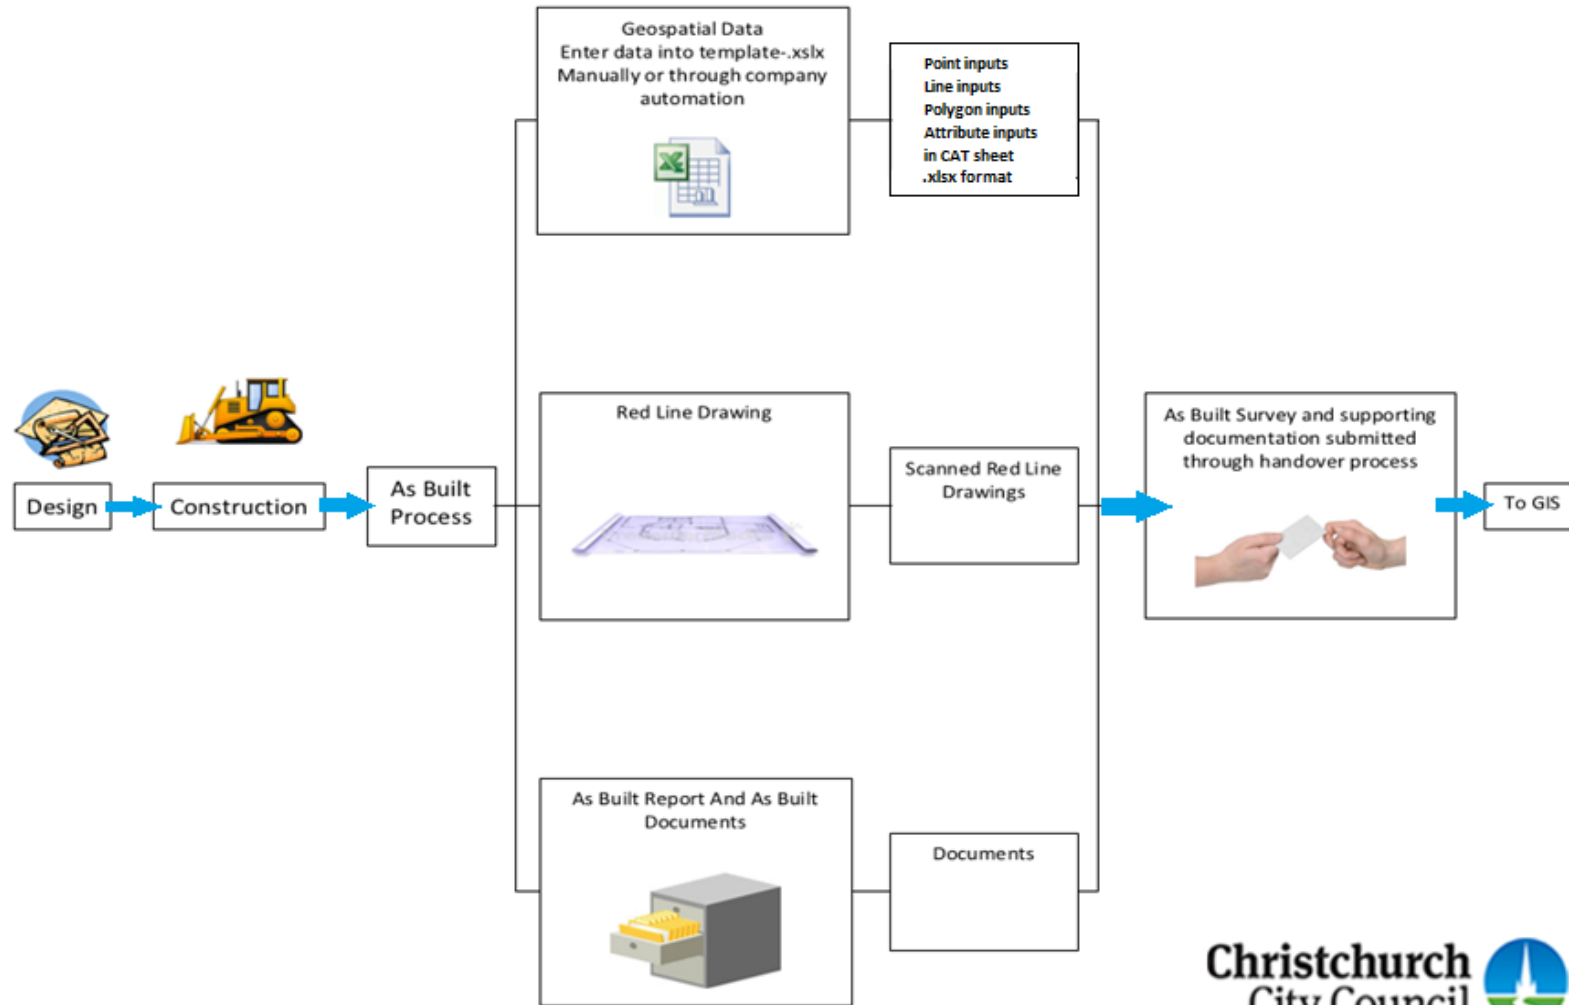 Geospatial Data
Enter data into template-.xslx
Manually or through company
automation
Point inputs
Line inputs
Polygon inputs
Attribute inputs
in CAT sheet
.xlsx format
Design
Construction
As Built
Process
Red Line Drawing
Scanned Red Line
Drawings
As Built Survey and supporting
documentation submitted
through handover process
To GIS
As Built Report And As Built
Documents
Documents
Christchurch
City Council